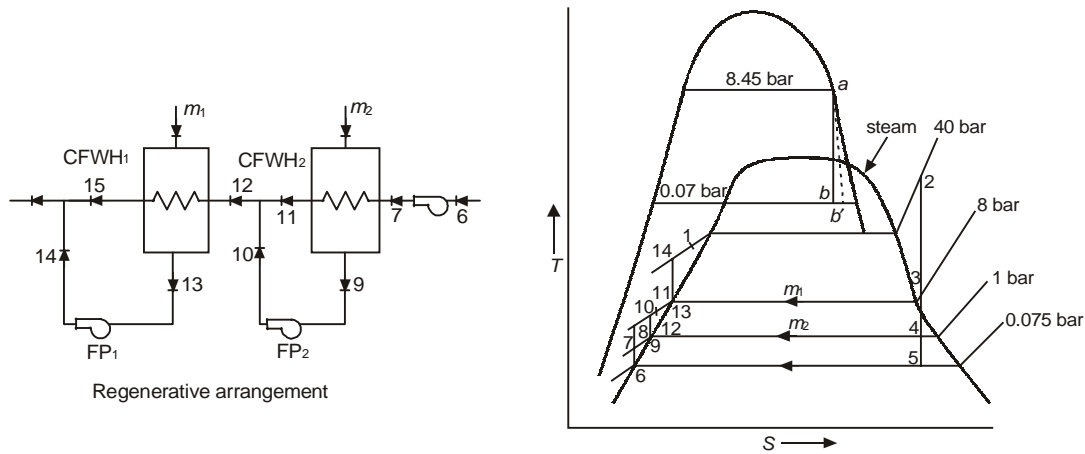 m1
m2
CFWH1
CFWH2
15
12
11
7
6
14
13
10
9
FP1
FP2
Regenerative arrangement
8.45 bar
a
steam
40 bar
0.07 bar
b
b′
2
8 bar
T
1
14
3
1 bar
10
11
13
m1
0.075 bar
7
8
9
12
m2
4
6
5
S